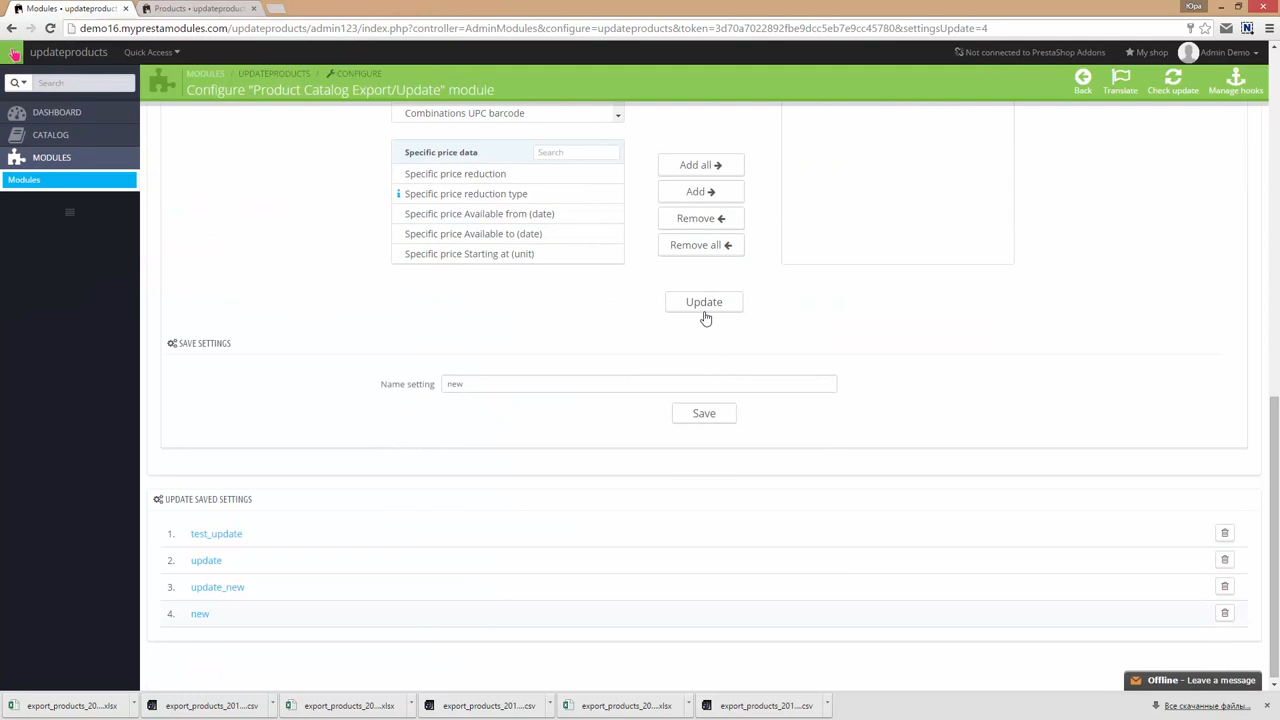 Modules • updateproduct
Products • updateproduct
Юра
demo16.myprestamodules.com/updateproducts/admin123/index.php?controller=AdminModules&configure=updateproducts&token=3d70a7022892fbe9dcc5eb7e9cc45780&settingsUpdate=4
updateproducts
Quick Access
Not connected to PrestaShop Addons
My shop
Admin Demo
Search
MODULES / UPDATEPRODUCTS / CONFIGURE
Configure "Product Catalog Export/Update" module
Back
Translate
Check update
Manage hooks
DASHBOARD
CATALOG
MODULES
Modules
Combinations UPC barcode
Specific price data
Search
Specific price reduction
Specific price reduction type
Specific price Available from (date)
Specific price Available to (date)
Specific price Starting at (unit)
Add all
Add
Remove
Remove all
Update
SAVE SETTINGS
Name setting
new
Save
UPDATE SAVED SETTINGS
1. test_update
2. update
3. update_new
4. new
Offline - Leave a message
export_products_20....xlsx
export_products_201....csv
export_products_20....xlsx
export_products_201....csv
export_products_20....xlsx
export_products_201....csv
Все скачанные файлы...